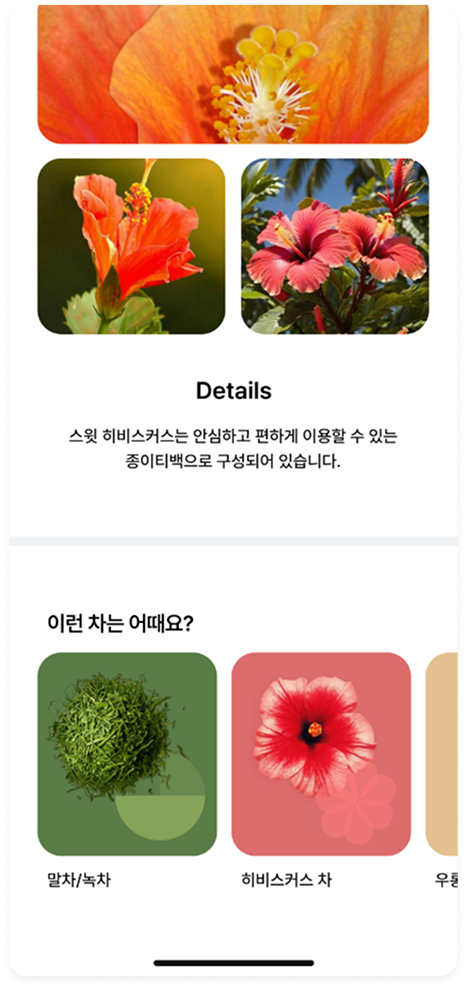 Details
스윗 히비스커스는 안심하고 편하게 이용할 수 있는
종이티백으로 구성되어 있습니다.
이런 차는 어때요?
말차/녹차
히비스커스 차